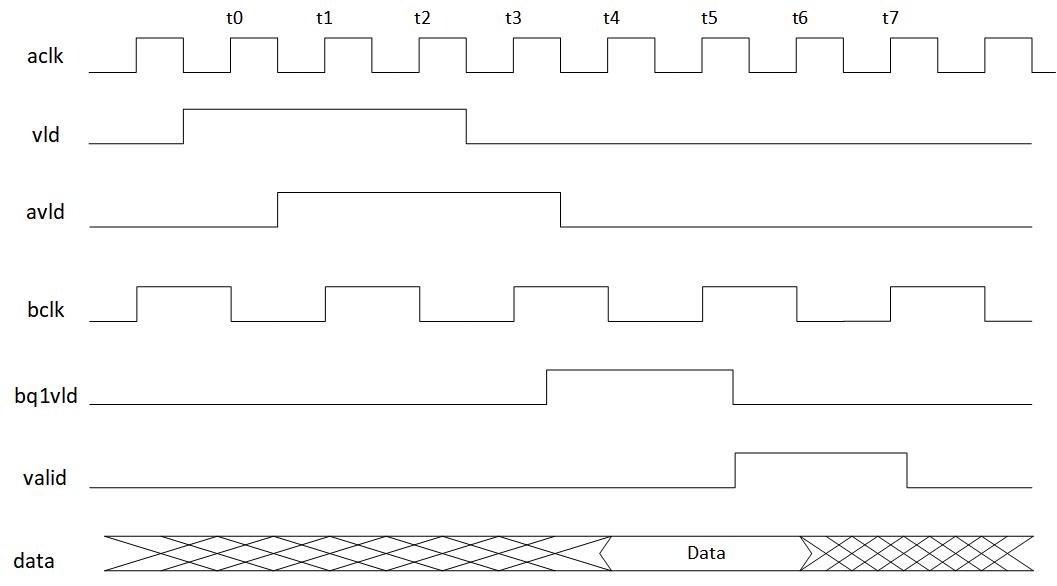 t0 t1 t2 t3 t4 t5 t6 t7
aclk
vld
avld
bclk
bq1vld
valid
data Data